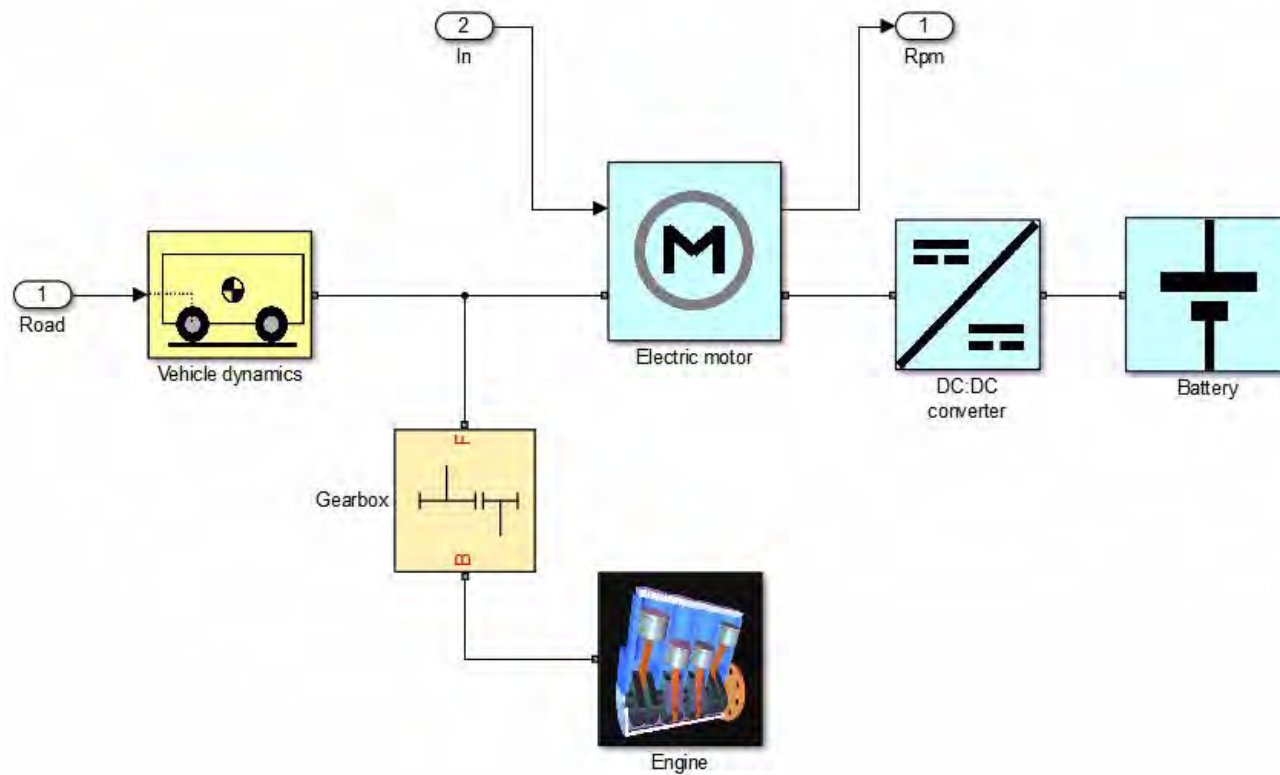 2
In
1
Rpm
M
1
Road
Vehicle dynamics
Electric motor
DC:DC
converter
Battery
F
Gearbox
B
Engine